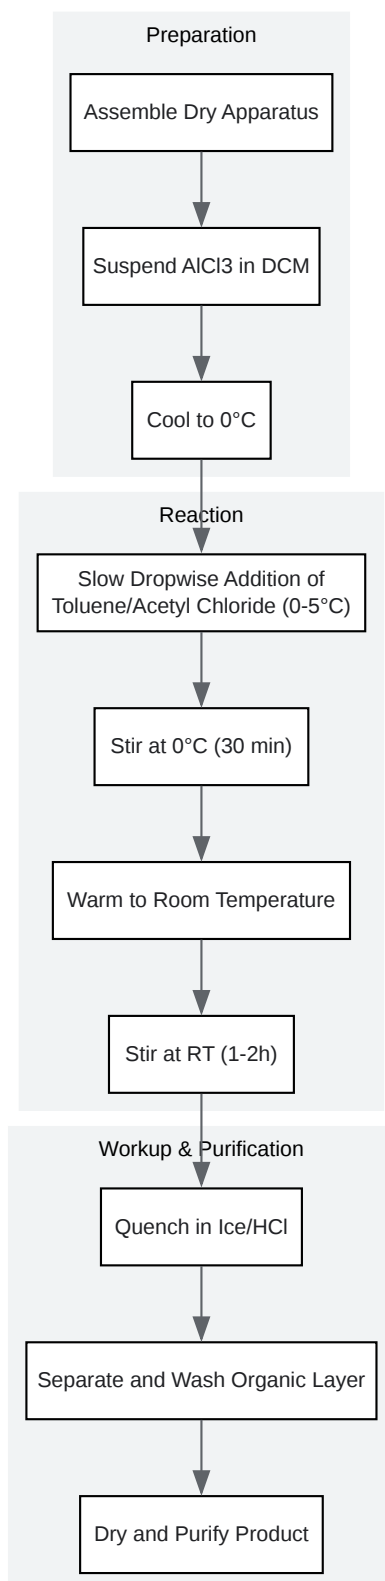 Preparation
Assemble Dry Apparatus
Suspend AlCl3 in DCM
Cool to 0°C
Reaction
Slow Dropwise Addition of
Toluene/Acetyl Chloride (0-5°C)
Stir at 0°C (30 min)
Warm to Room Temperature
Stir at RT (1-2h)
Workup & Purification
Quench in Ice/HCl
Separate and Wash Organic Layer
Dry and Purify Product